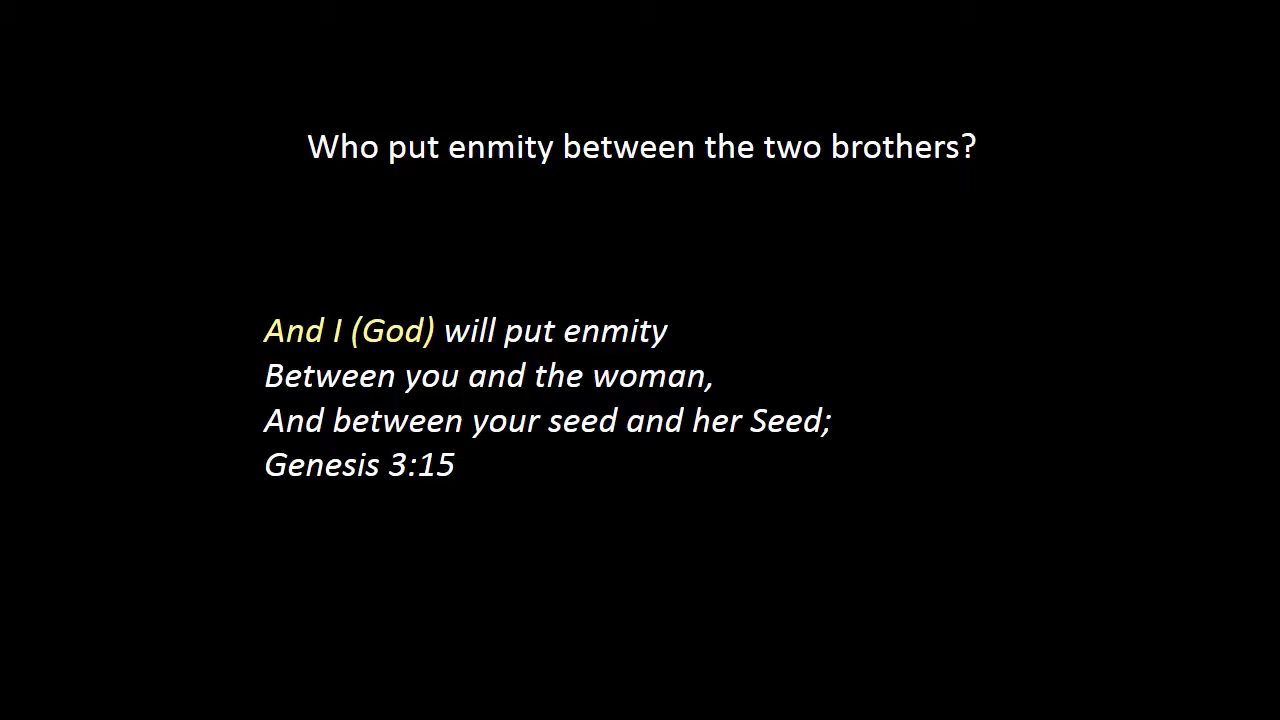 Who put enmity between the two brothers?
And I (God) will put enmity
Between you and the woman,
And between your seed and her Seed;
Genesis 3:15